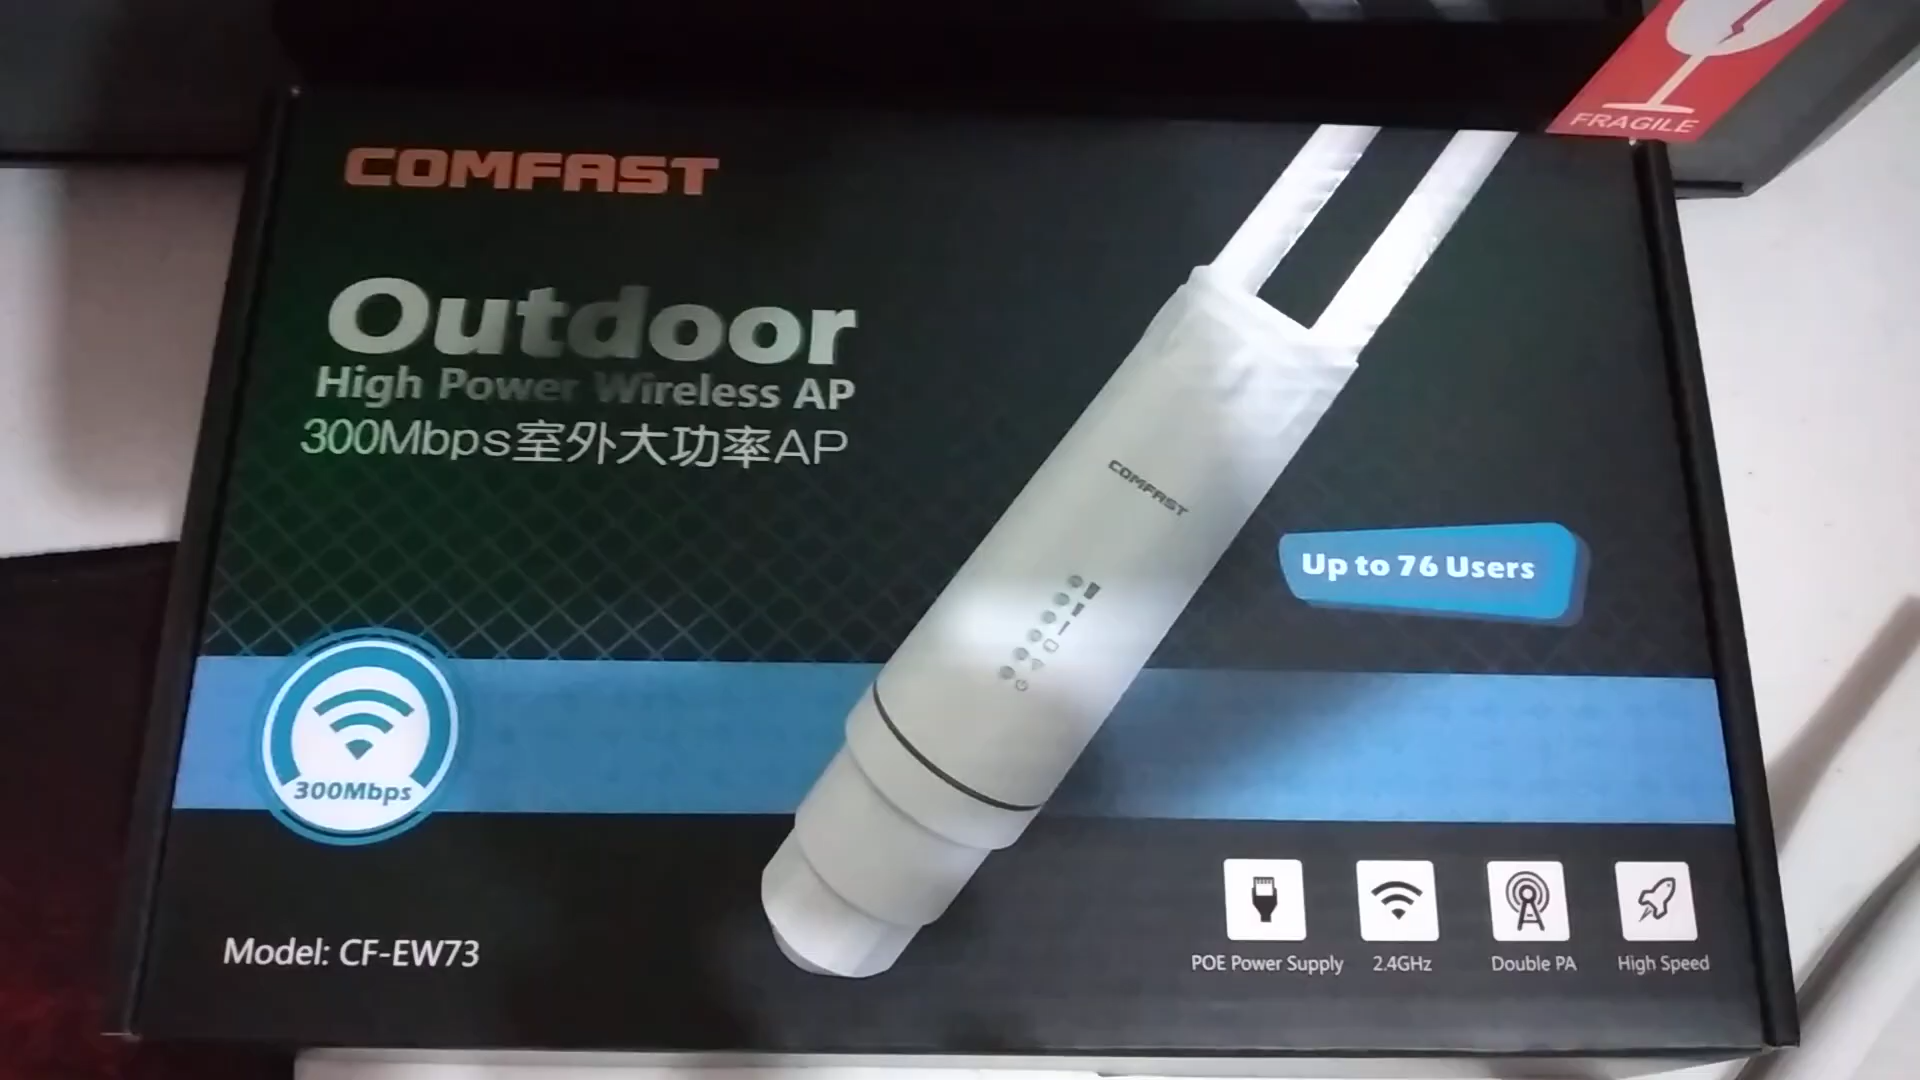 FRAGILE
COMFAST
Outdoor
High Power Wireless AP
300Mbps室外大功率AP
COMFAST
Up to 76 Users
300Mbps
Model: CF-EW73
POE Power Supply
2.4GHz
Double PA
High Speed